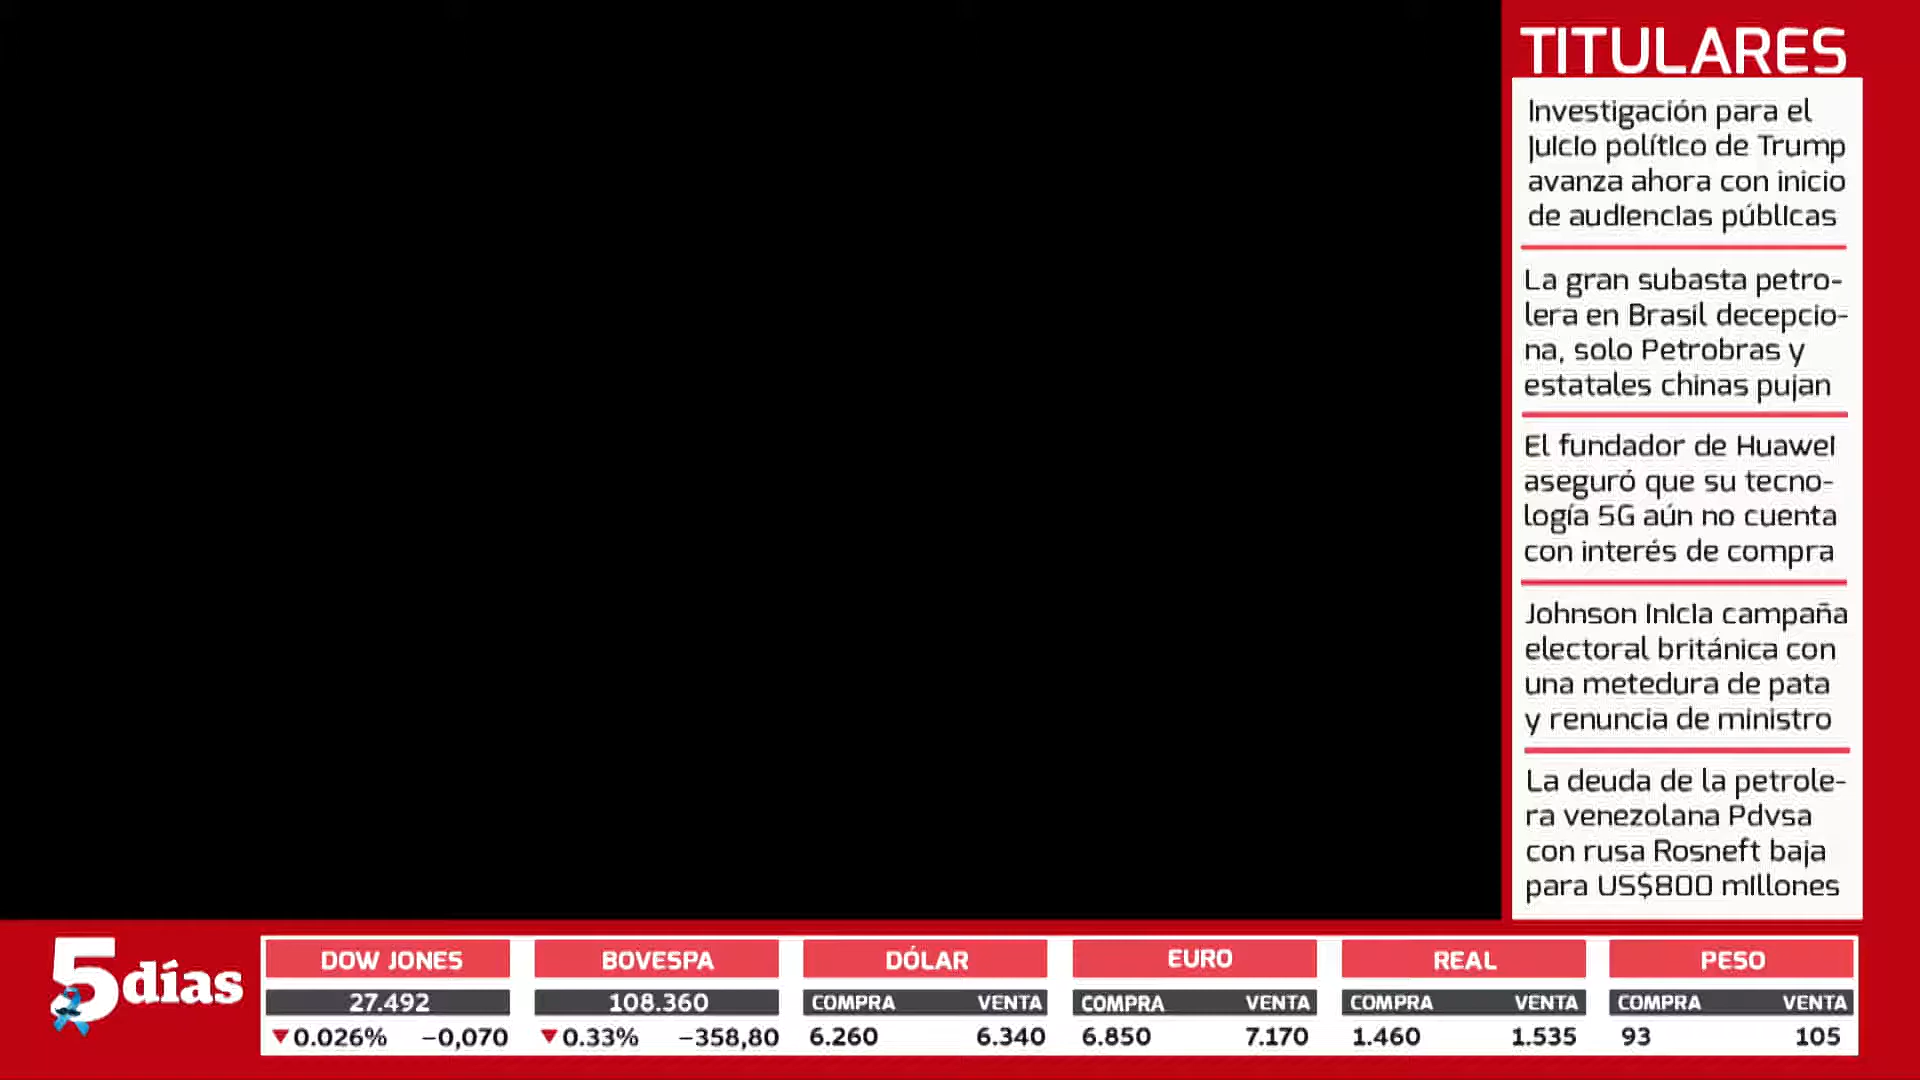 TITULARES
Investigación para el
juicio político de Trump
avanza ahora con inicio
de audiencias públicas
La gran subasta petro-
lera en Brasil decepcio-
na, solo Petrobras y
estatales chinas pujan
El fundador de Huawei
aseguró que su tecno-
logía 5G aún no cuenta
con interés de compra
Johnson inicia campaña
electoral británica con
una metedura de pata
y renuncia de ministro
La deuda de la petrole-
ra venezolana Pdvsa
con rusa Rosneft baja
para US$800 millones
5días
DOW JONES
27.492
▼0.026% −0,070
BOVESPA
108.360
▼0.33% −358,80
DÓLAR
COMPRA VENTA
6.260 6.340
EURO
COMPRA VENTA
6.850 7.170
REAL
COMPRA VENTA
1.460 1.535
PESO
COMPRA VENTA
93 105